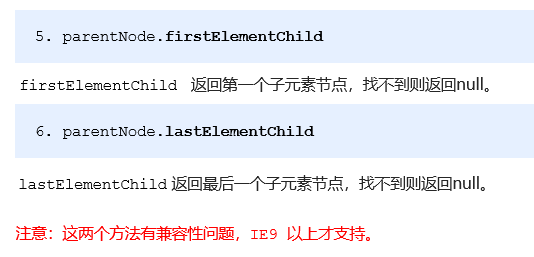 5. parentNode.firstElementChild
firstElementChild 返回第一个子元素节点，找不到则返回null。
6. parentNode.lastElementChild
lastElementChild 返回最后一个子元素节点，找不到则返回null。
注意：这两个方法有兼容性问题，IE9 以上才支持。